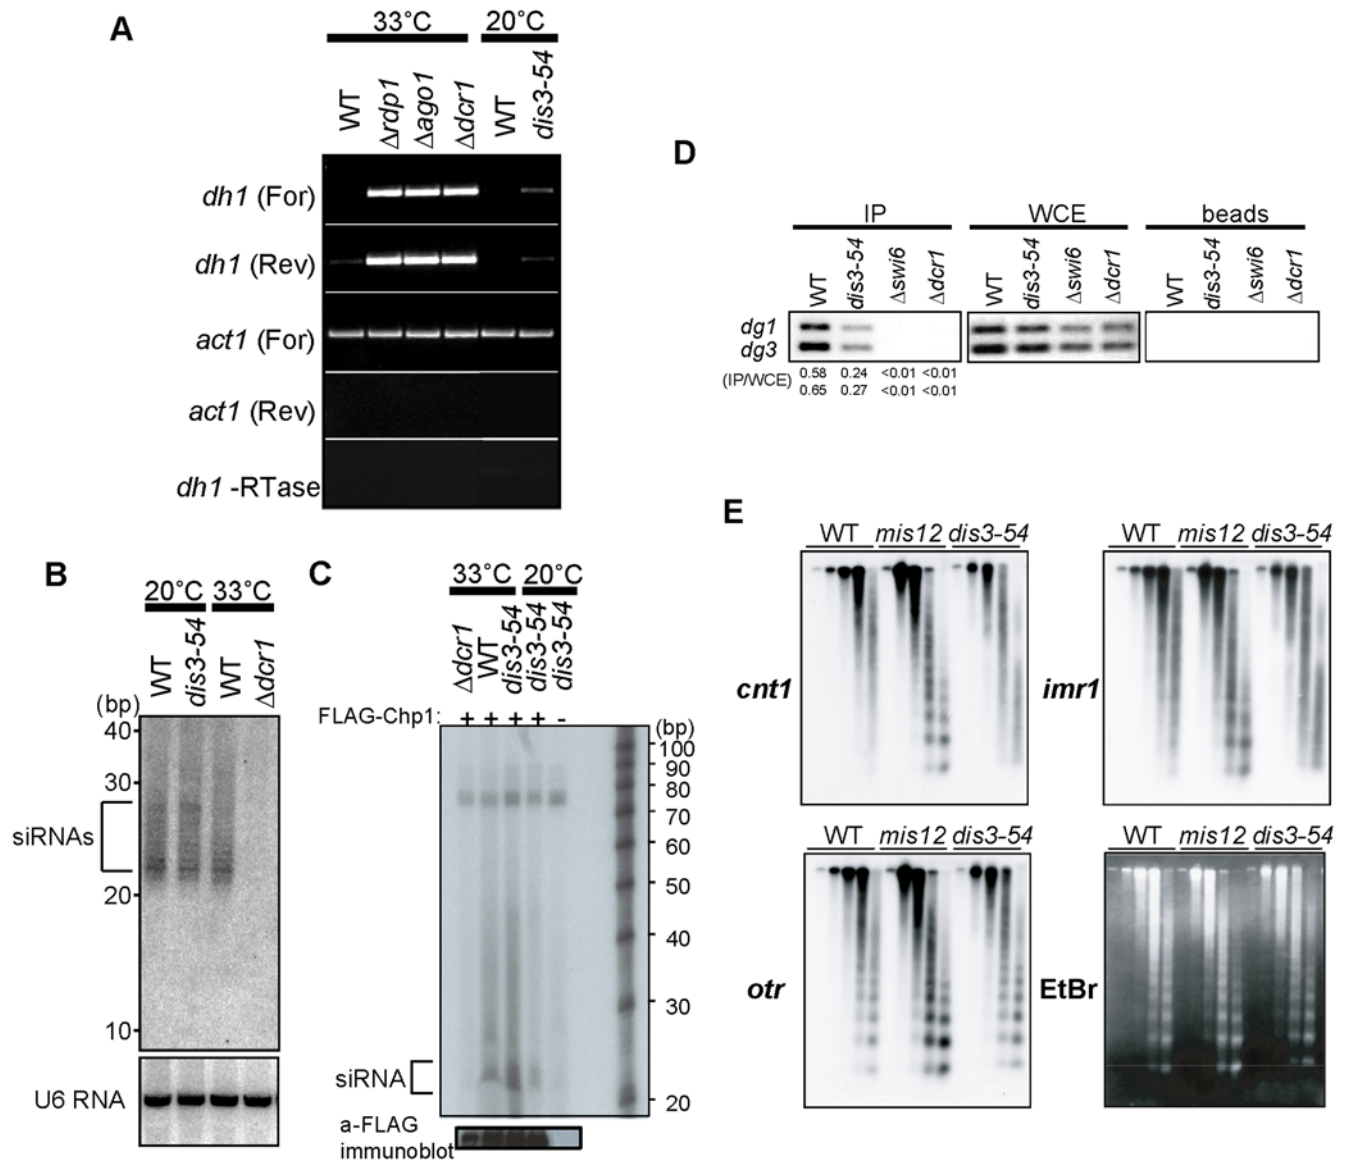 A
33°C 20°C
WT Δrdp1 Δago1 Δdcr1 WT dis3-54
dh1 (For)
dh1 (Rev)
act1 (For)
act1 (Rev)
dh1 -RTase
B
20°C 33°C
WT dis3-54 WT Δdcr1
(bp)
40
30
siRNAs
20
10
U6 RNA
C
33°C 20°C
Δdcr1 WT dis3-54 dis3-54 dis3-54
FLAG-Chp1: + + + + -
(bp)
100
90
80
70
60
50
40
30
siRNA
20
a-FLAG
immunoblot
D
IP WCE beads
WT dis3-54 Δswi6 Δdcr1 WT dis3-54 Δswi6 Δdcr1 WT dis3-54 Δswi6 Δdcr1
dg1
dg3
(IP/WCE)
0.58 0.24 <0.01 <0.01
0.65 0.27 <0.01 <0.01
E
WT mis12 dis3-54 WT mis12 dis3-54
cnt1 imr1
WT mis12 dis3-54 WT mis12 dis3-54
otr EtBr